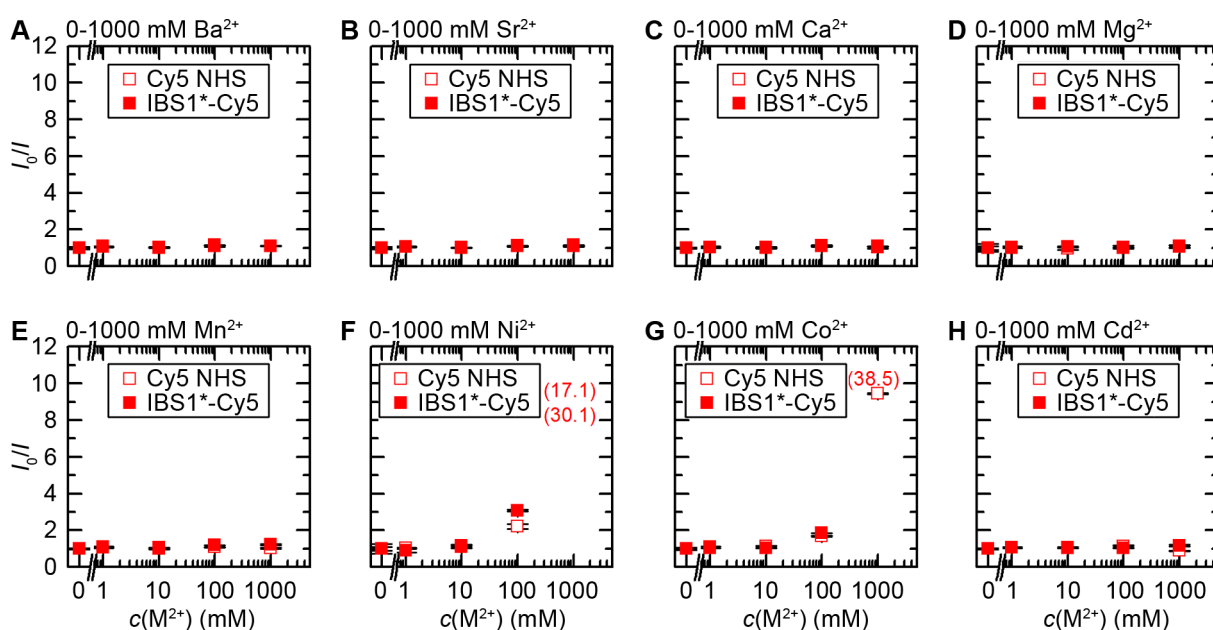 A 0-1000 mM Ba²⁺
B 0-1000 mM Sr²⁺
C 0-1000 mM Ca²⁺
D 0-1000 mM Mg²⁺
12
10
8
6
4
2
0
I₀/I
Cy5 NHS
IBS1*-Cy5
Cy5 NHS
IBS1*-Cy5
Cy5 NHS
IBS1*-Cy5
Cy5 NHS
IBS1*-Cy5
E 0-1000 mM Mn²⁺
F 0-1000 mM Ni²⁺
G 0-1000 mM Co²⁺
H 0-1000 mM Cd²⁺
12
10
8
6
4
2
0
I₀/I
Cy5 NHS
IBS1*-Cy5
Cy5 NHS
IBS1*-Cy5
(17.1)
(30.1)
Cy5 NHS
IBS1*-Cy5
(38.5)
Cy5 NHS
IBS1*-Cy5
0 1 10 100 1000
0 1 10 100 1000
0 1 10 100 1000
0 1 10 100 1000
c(M²⁺) (mM)
c(M²⁺) (mM)
c(M²⁺) (mM)
c(M²⁺) (mM)